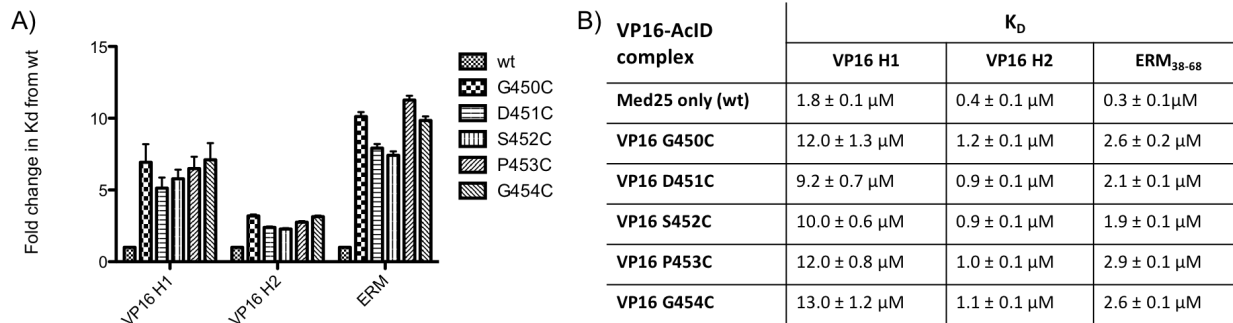 A)
Fold change in Kd from wt
15
10
5
0
VP16 H1
VP16 H2
ERM
wt
G450C
D451C
S452C
P453C
G454C
B)
VP16-AcID complex
K_D
VP16 H1 VP16 H2 ERM38-68
Med25 only (wt) 1.8 ± 0.1 μM 0.4 ± 0.1 μM 0.3 ± 0.1μM
VP16 G450C 12.0 ± 1.3 μM 1.2 ± 0.1 μM 2.6 ± 0.2 μM
VP16 D451C 9.2 ± 0.7 μM 0.9 ± 0.1 μM 2.1 ± 0.1 μM
VP16 S452C 10.0 ± 0.6 μM 0.9 ± 0.1 μM 1.9 ± 0.1 μM
VP16 P453C 12.0 ± 0.8 μM 1.0 ± 0.1 μM 2.9 ± 0.1 μM
VP16 G454C 13.0 ± 1.2 μM 1.1 ± 0.1 μM 2.6 ± 0.1 μM